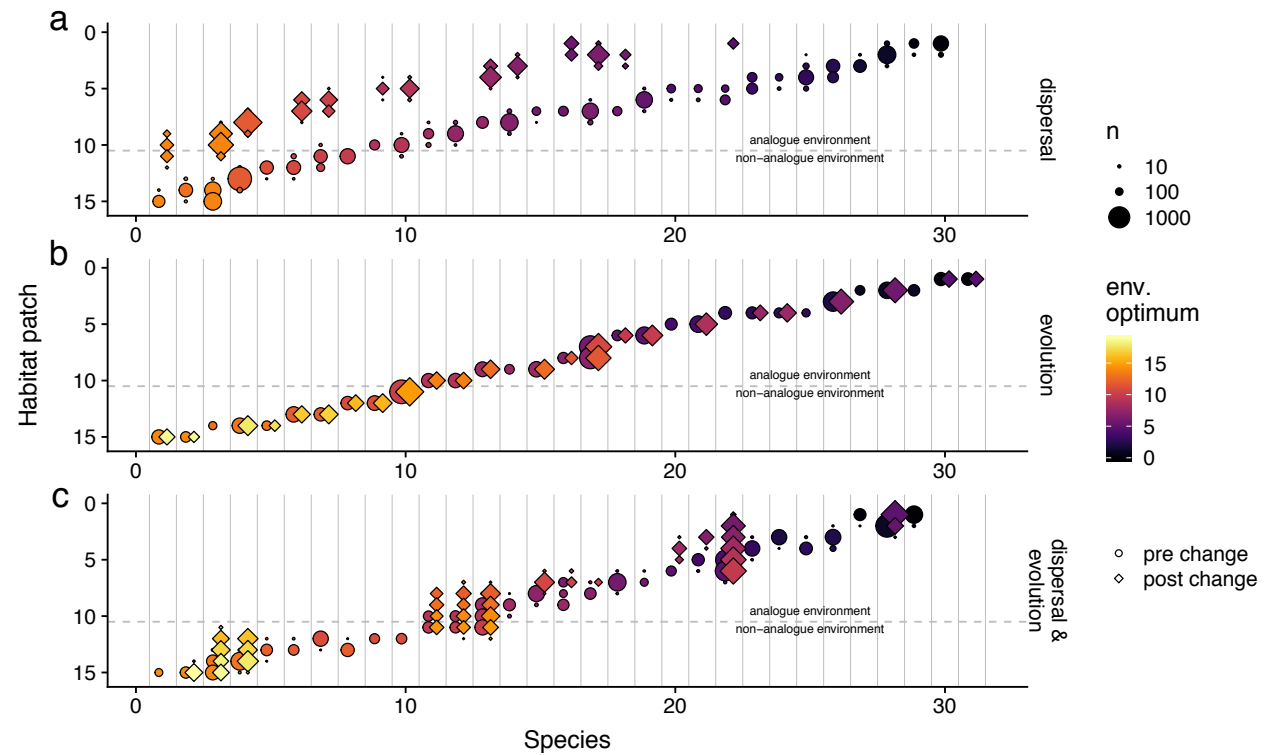 a
0
5
10
15
analogue environment
non−analogue environment
dispersal
0
10
20
30
b
0
5
10
15
analogue environment
non−analogue environment
evolution
0
10
20
30
c
0
5
10
15
analogue environment
non−analogue environment
dispersal &
evolution
0
10
20
30
Habitat patch
Species
n
10
100
1000
env.
optimum
15
10
5
0
pre change
post change